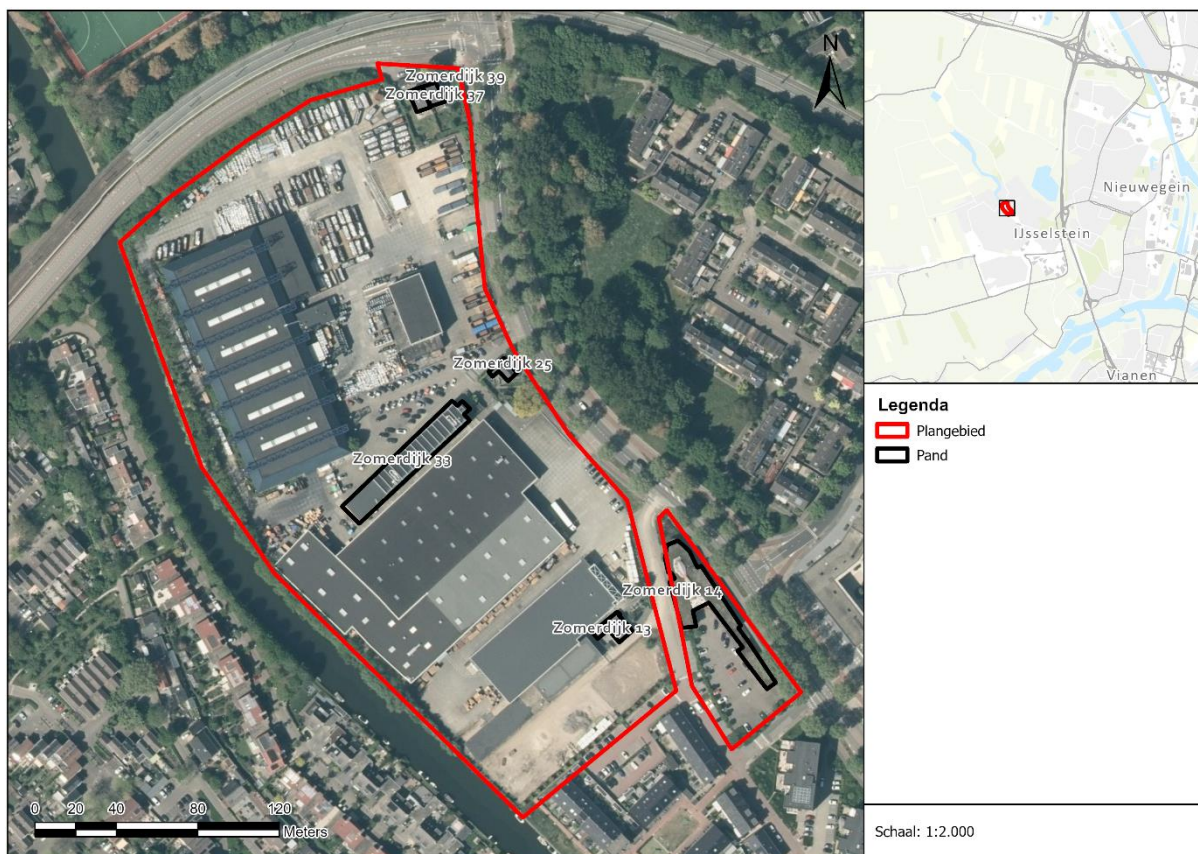 N
Zomerdijk 39
Zomerdijk 37
Zomerdijk 25
Zomerdijk 33
Zomerdijk 14
Zomerdijk 13
0 20 40 80 120
Meters
Nieuwegein
IJsselstein
Vianen
Legenda
Plangebied
Pand
Schaal: 1:2.000